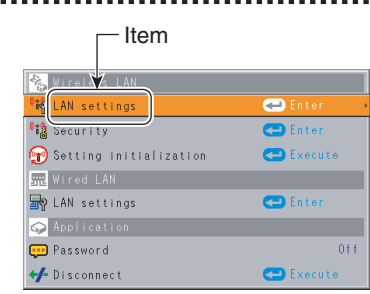 Item
Wireless LAN
LAN settings Enter
Security Enter
Setting initialization Execute
Wired LAN
LAN settings Enter
Application
Password Off
Disconnect Execute